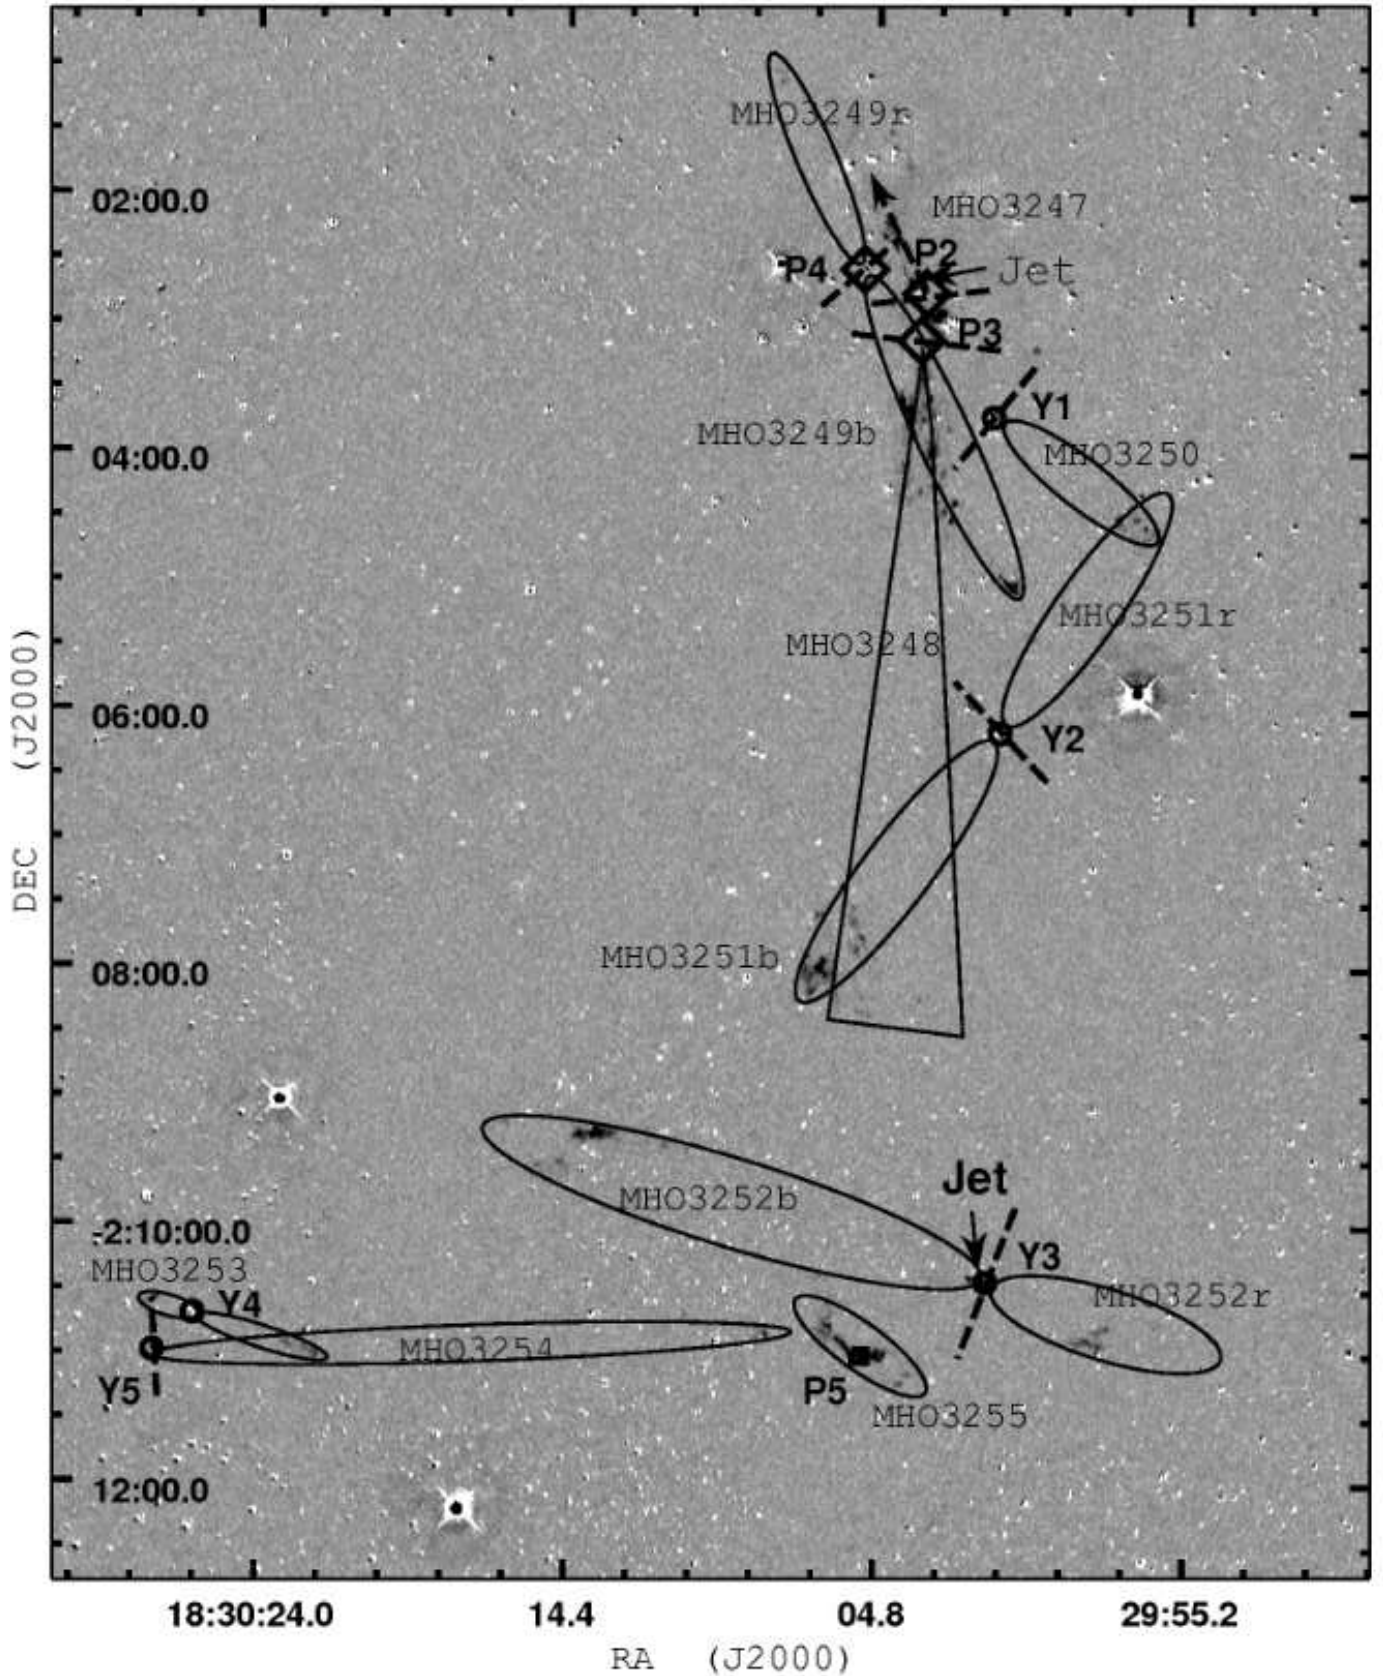 MHO3249r
02:00.0
MHO3247
P2
P4
Jet
P3
Y1
MHO3249b
04:00.0
MHO3250
MHO3251r
MHO3248
06:00.0
Y2
MHO3251b
08:00.0
Jet
MHO3252b
-2:10:00.0
Y3
MHO3253
MHO3252r
Y4
MHO3254
Y5
P5
MHO3255
12:00.0
DEC (J2000)
18:30:24.0
14.4
04.8
29:55.2
RA (J2000)